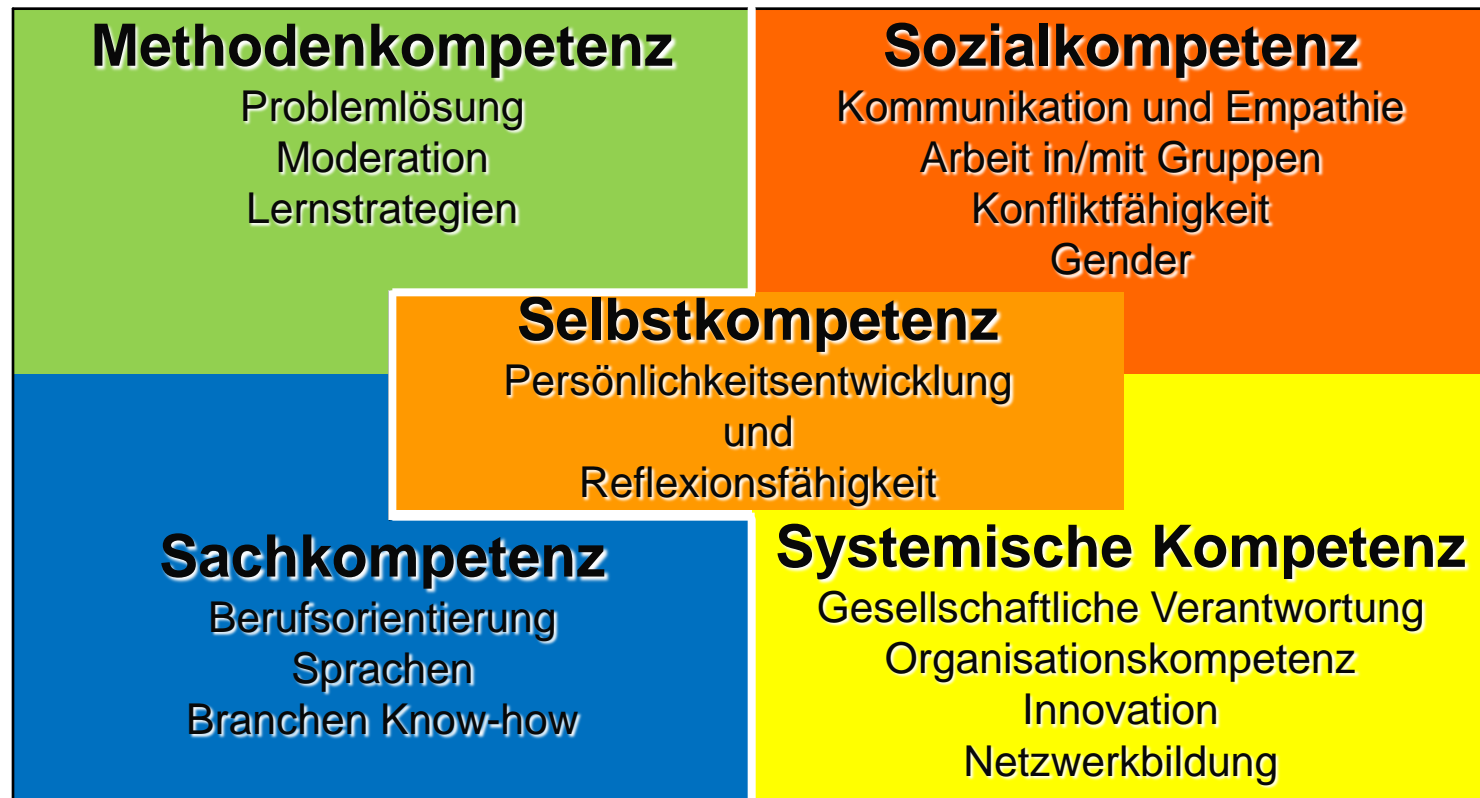 Methodenkompetenz
Problemlösung
Moderation
Lernstrategien
Sozialkompetenz
Kommunikation und Empathie
Arbeit in/mit Gruppen
Konfliktfähigkeit
Gender
Selbstkompetenz
Persönlichkeitsentwicklung
und
Reflexionsfähigkeit
Sachkompetenz
Berufsorientierung
Sprachen
Branchen Know-how
Systemische Kompetenz
Gesellschaftliche Verantwortung
Organisationskompetenz
Innovation
Netzwerkbildung